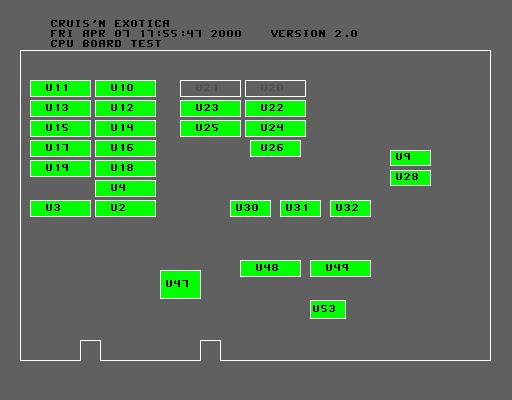 CRUIS'N EXOTICA
FRI APR 07 17:55:47 2000 VERSION 2.0
CPU BOARD TEST
U11 U10 U21 U20
U13 U12 U23 U22
U15 U14 U25 U24
U17 U16 U26
U9
U19 U18
U28
U4
U3 U2 U30 U31 U32
U48 U49
U47
U53